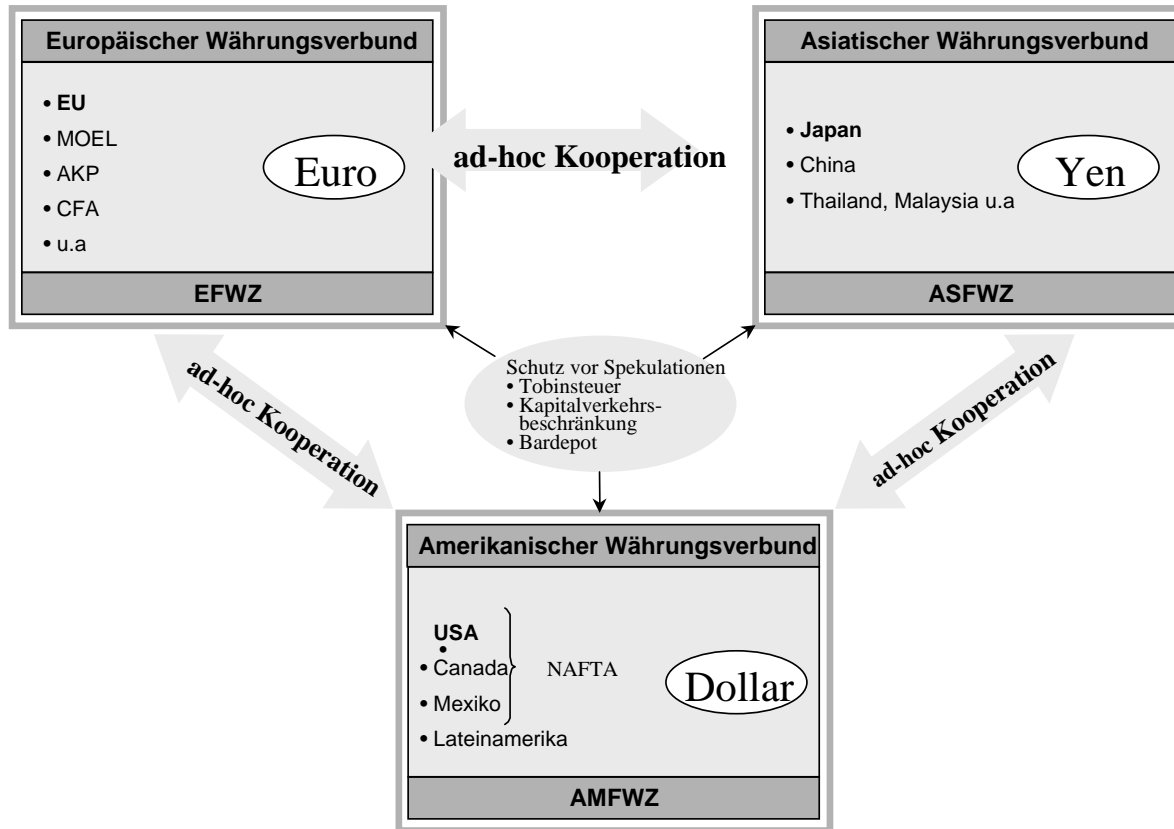 Europäischer Währungsverbund
• EU
• MOEL
• AKP
• CFA
• u.a
Euro
EFWZ
ad-hoc Kooperation
Asiatischer Währungsverbund
• Japan
• China
• Thailand, Malaysia u.a
Yen
ASFWZ
ad-hoc Kooperation
Schutz vor Spekulationen
• Tobinsteuer
• Kapitalverkehrs-
beschränkung
• Bardepot
ad-hoc Kooperation
Amerikanischer Währungsverbund
• USA
• Canada
• Mexiko
• Lateinamerika
NAFTA
Dollar
AMFWZ